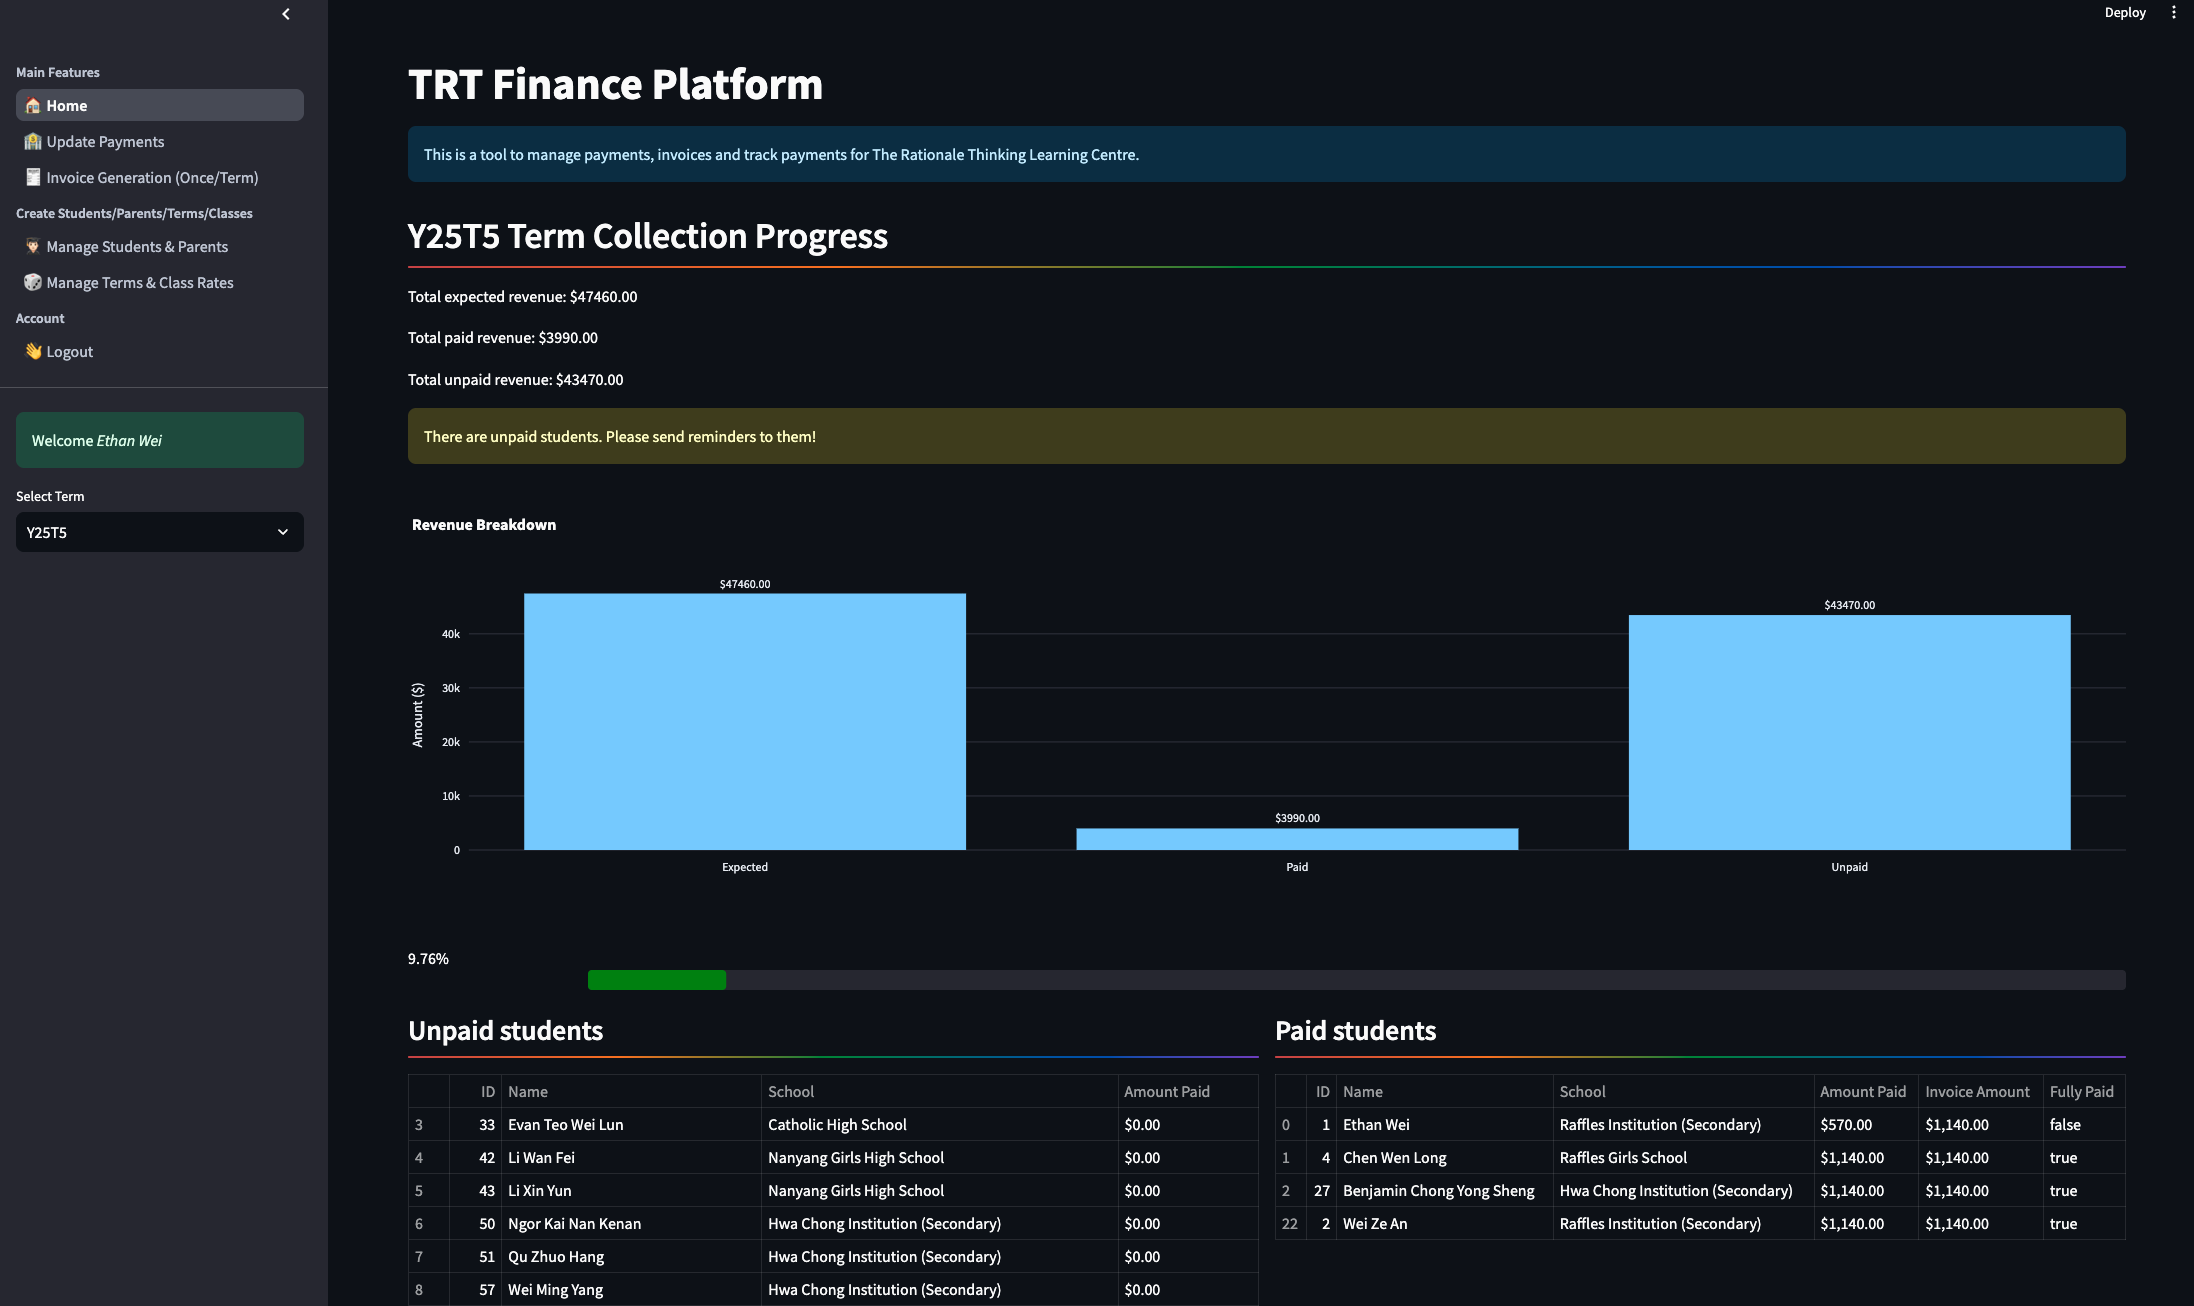 Deploy
Main Features
Home
Update Payments
Invoice Generation (Once/Term)
Create Students/Parents/Terms/Classes
Manage Students & Parents
Manage Terms & Class Rates
Account
Logout
Welcome Ethan Wei
Select Term
Y25T5
TRT Finance Platform
This is a tool to manage payments, invoices and track payments for The Rationale Thinking Learning Centre.
Y25T5 Term Collection Progress
Total expected revenue: $47460.00
Total paid revenue: $3990.00
Total unpaid revenue: $43470.00
There are unpaid students. Please send reminders to them!
Revenue Breakdown
Amount ($)
40k
30k
20k
10k
0
$47460.00
$3990.00
$43470.00
Expected Paid Unpaid
9.76%
Unpaid students
ID Name School Amount Paid
3 33 Evan Teo Wei Lun Catholic High School $0.00
4 42 Li Wan Fei Nanyang Girls High School $0.00
5 43 Li Xin Yun Nanyang Girls High School $0.00
6 50 Ngor Kai Nan Kenan Hwa Chong Institution (Secondary) $0.00
7 51 Qu Zhuo Hang Hwa Chong Institution (Secondary) $0.00
8 57 Wei Ming Yang Hwa Chong Institution (Secondary) $0.00
Paid students
ID Name School Amount Paid Invoice Amount Fully Paid
0 1 Ethan Wei Raffles Institution (Secondary) $570.00 $1,140.00 false
1 4 Chen Wen Long Raffles Girls School $1,140.00 $1,140.00 true
2 27 Benjamin Chong Yong Sheng Hwa Chong Institution (Secondary) $1,140.00 $1,140.00 true
22 2 Wei Ze An Raffles Institution (Secondary) $1,140.00 $1,140.00 true